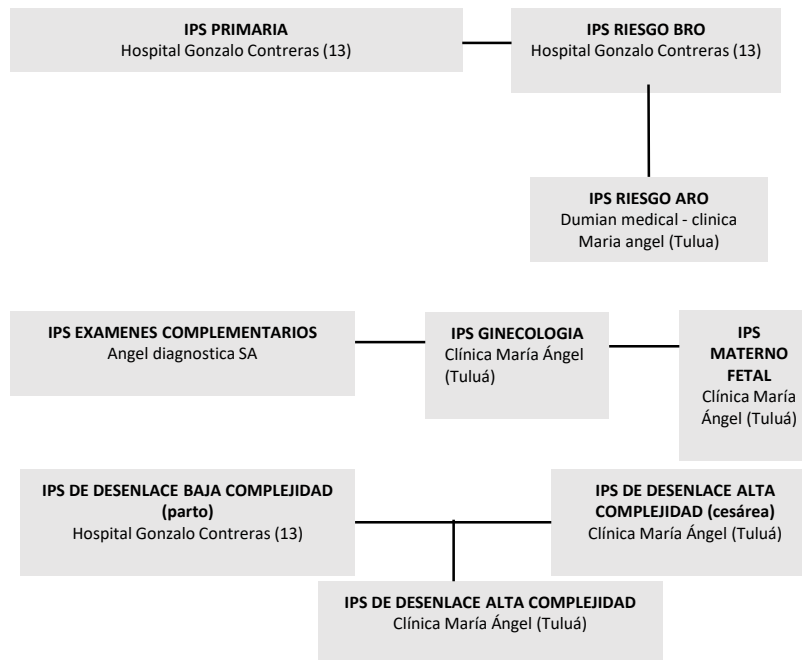 IPS PRIMARIA
Hospital Gonzalo Contreras (13)
IPS RIESGO BRO
Hospital Gonzalo Contreras (13)
IPS RIESGO ARO
Dumian medical - clinica
Maria angel (Tulua)
IPS EXAMENES COMPLEMENTARIOS
Angel diagnostica SA
IPS GINECOLOGIA
Clínica María Ángel
(Tuluá)
IPS
MATERNO
FETAL
Clínica María
Ángel (Tuluá)
IPS DE DESENLACE BAJA COMPLEJIDAD
(parto)
Hospital Gonzalo Contreras (13)
IPS DE DESENLACE ALTA
COMPLEJIDAD (cesárea)
Clínica María Ángel (Tuluá)
IPS DE DESENLACE ALTA COMPLEJIDAD
Clínica María Ángel (Tuluá)